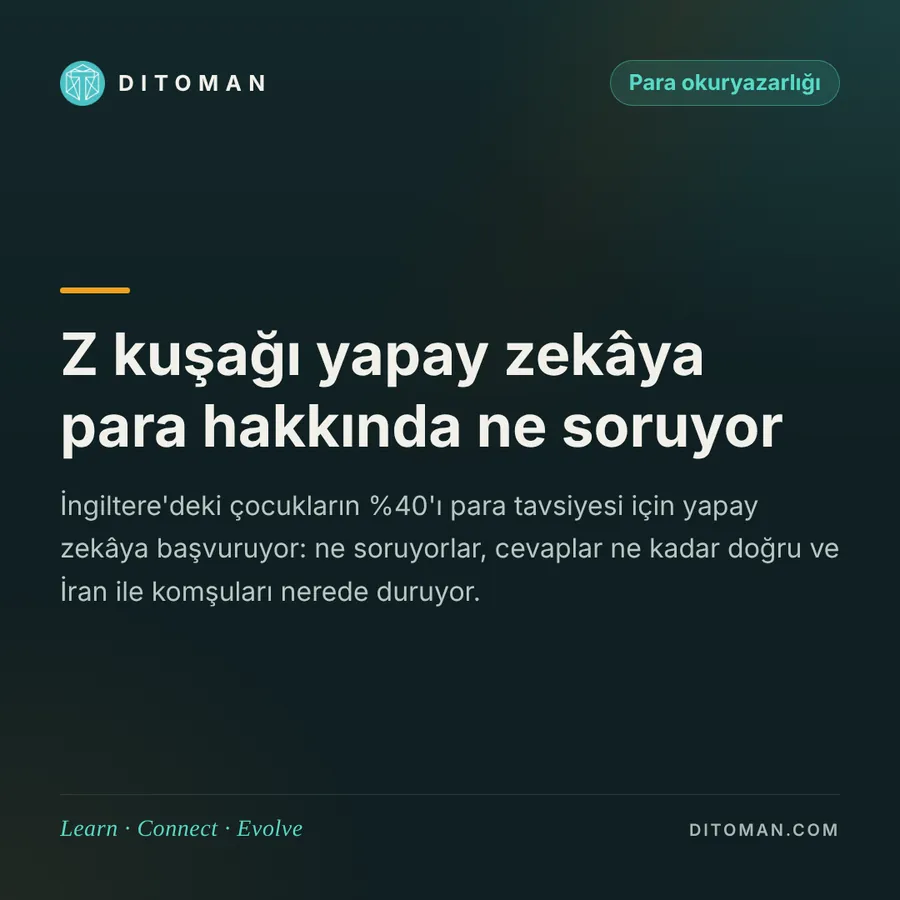 DITOMAN
Para okuryazarlığı
Z kuşağı yapay zekâya
para hakkında ne soruyor
İngiltere'deki çocukların %40'ı para tavsiyesi için yapay
zekâya başvuruyor: ne soruyorlar, cevaplar ne kadar doğru ve
İran ile komşuları nerede duruyor.
Learn · Connect · Evolve
DITOMAN.COM